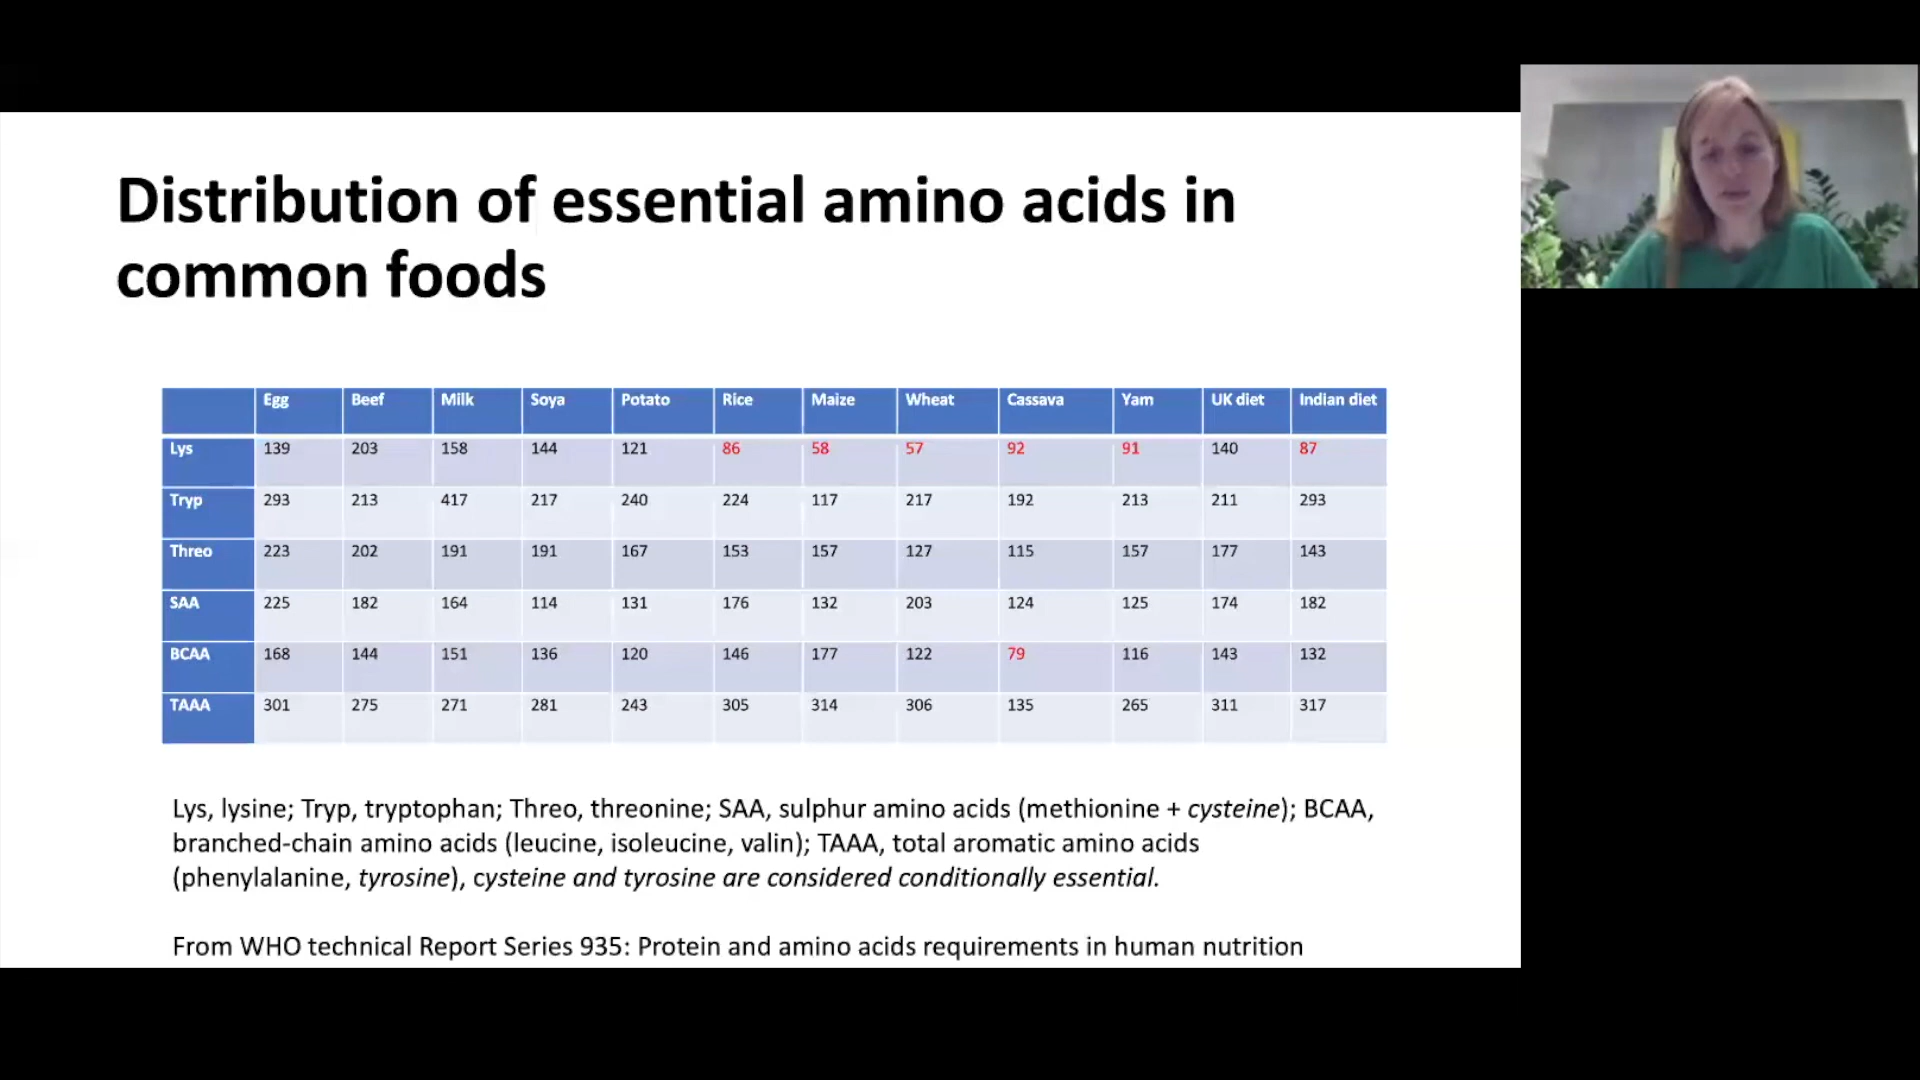 Distribution of essential amino acids in
common foods
Egg Beef Milk Soya Potato Rice Maize Wheat Cassava Yam UK diet Indian diet
Lys 139 203 158 144 121 86 58 57 92 91 140 87
Tryp 293 213 417 217 240 224 117 217 192 213 211 293
Threo 223 202 191 191 167 153 157 127 115 157 177 143
SAA 225 182 164 114 131 176 132 203 124 125 174 182
BCAA 168 144 151 136 120 146 177 122 79 116 143 132
TAAA 301 275 271 281 243 305 314 306 135 265 311 317
Lys, lysine; Tryp, tryptophan; Threo, threonine; SAA, sulphur amino acids (methionine + cysteine); BCAA,
branched-chain amino acids (leucine, isoleucine, valin); TAAA, total aromatic amino acids
(phenylalanine, tyrosine), cysteine and tyrosine are considered conditionally essential.
From WHO technical Report Series 935: Protein and amino acids requirements in human nutrition